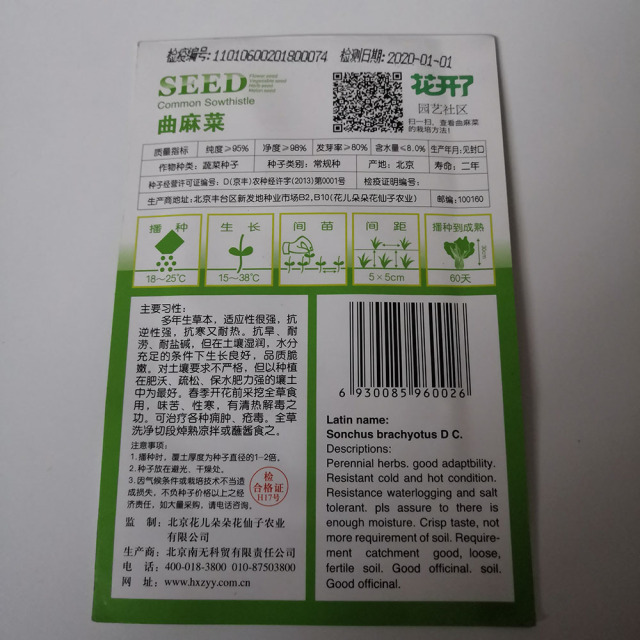 检疫编号:11010600201800074 检测日期:2020-01-01
SEED
Flower seed
Vegetable seed
Herb seed
Melon seed
Common Sowthistle
曲麻菜
花开了
园艺社区
扫一扫，查看曲麻菜
的栽培方法！
质量指标 纯度≥95% 净度≥98% 发芽率≥80% 含水量≤8.0% 生产年月:见封口
作物种类: 蔬菜种子 种子类别: 常规种 产地: 北京 寿命: 二年
种子经营许可证编号: D(京丰)农种经许字(2013)第0001号 检疫证明编号:
生产商地址:北京丰台区新发地种业市场B2,B10(花儿朵朵花仙子农业) 邮编:100160
播种 生长 间苗 间距 播种到成熟
30cm
18~25℃ 15~38℃ 5×5cm 60天
主要习性:
多年生草本，适应性很强，抗
逆性强，抗寒又耐热。抗旱、耐
涝、耐盐碱，但在土壤湿润，水分
充足的条件下生长良好，品质脆
嫩。对土壤要求不严格，但以种植
在肥沃、疏松、保水肥力强的壤土
中为最好。春季开花前采挖全草食
用，味苦、性寒，有清热解毒之
功。可治疗各种痈肿、疮毒。全草
洗净切段焯熟凉拌或蘸酱食之。
注意事项:
1.播种时，覆土厚度为种子直径的1-2倍。
2.种子放在避光、干燥处。
3.因气候条件或栽培技术不当造
成损失，不负种子价格以上之经
济责任，如大量采购，请电话咨询。
检
合格证
H17号
监 制: 北京花儿朵朵花仙子农业
有限公司
生产商: 北京南无科贸有限责任公司
电 话: 400-018-3800 010-87503800
网 址: www.hxzyy.com.cn
6 930085 960026
Latin name:
Sonchus brachyotus D C.
Descriptions:
Perennial herbs. good adaptbility.
Resistant cold and hot condition.
Resistance waterlogging and salt
tolerant. pls assure to there is
enough moisture. Crisp taste, not
more requirement of soil. Require-
ment catchment good, loose,
fertile soil. Good officinal. soil.
Good officinal.